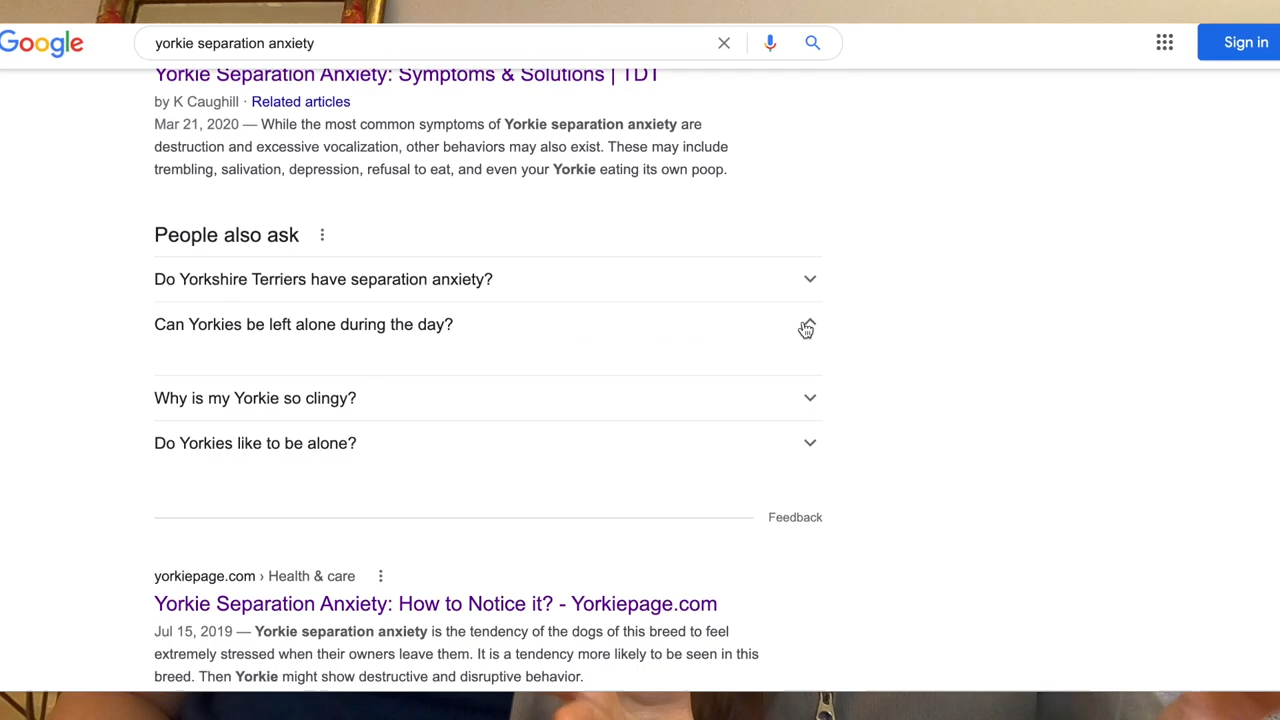 Google
yorkie separation anxiety
Sign in
Yorkie Separation Anxiety: Symptoms & Solutions | TDT
by K Caughill · Related articles
Mar 21, 2020 — While the most common symptoms of Yorkie separation anxiety are
destruction and excessive vocalization, other behaviors may also exist. These may include
trembling, salivation, depression, refusal to eat, and even your Yorkie eating its own poop.
People also ask
Do Yorkshire Terriers have separation anxiety?
Can Yorkies be left alone during the day?
Why is my Yorkie so clingy?
Do Yorkies like to be alone?
Feedback
yorkiepage.com › Health & care
Yorkie Separation Anxiety: How to Notice it? - Yorkiepage.com
Jul 15, 2019 — Yorkie separation anxiety is the tendency of the dogs of this breed to feel
extremely stressed when their owners leave them. It is a tendency more likely to be seen in this
breed. Then Yorkie might show destructive and disruptive behavior.